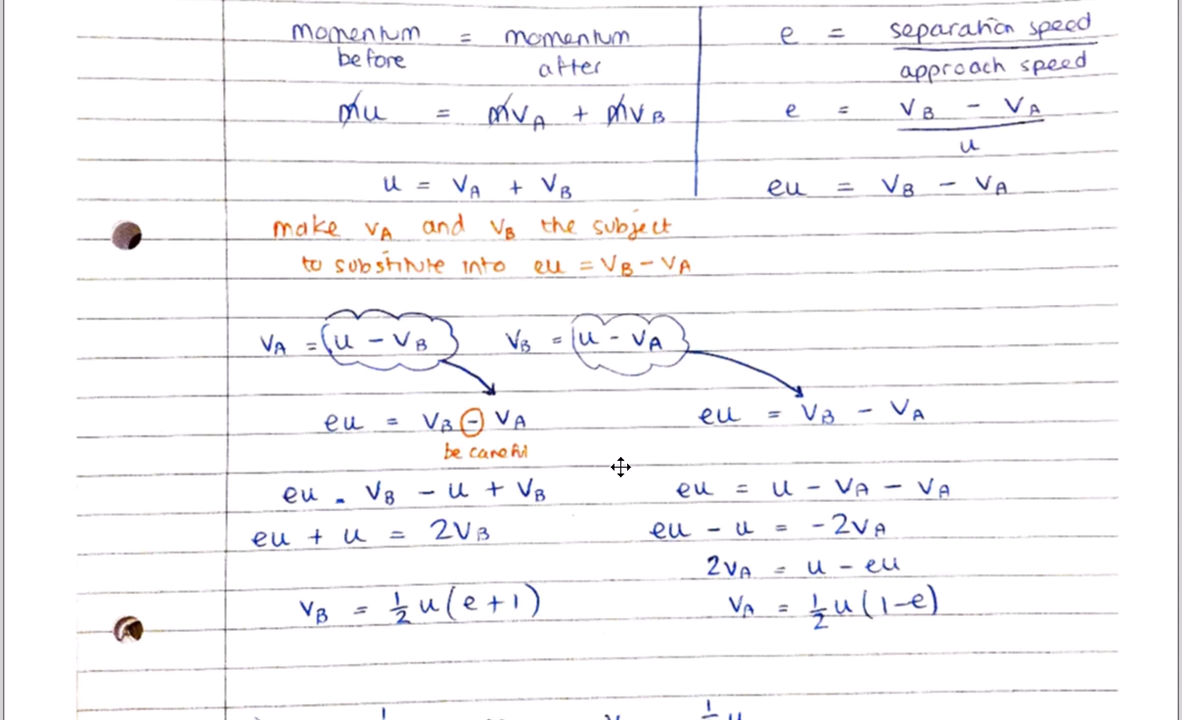 momentum = momentum
before after
mu = mvA + mvB
u = vA + vB
e = separation speed
approach speed
e = vB - vA
u
eu = vB - vA
make vA and vB the subject
to substitute into eu = vB - vA
vA = u - vB vB = u - vA
eu = vB - vA eu = vB - vA
be careful
eu = vB - u + vB eu = u - vA - vA
eu + u = 2vB eu - u = -2vA
2vA = u - eu
vB = ½u(e+1) vA = ½u(1-e)